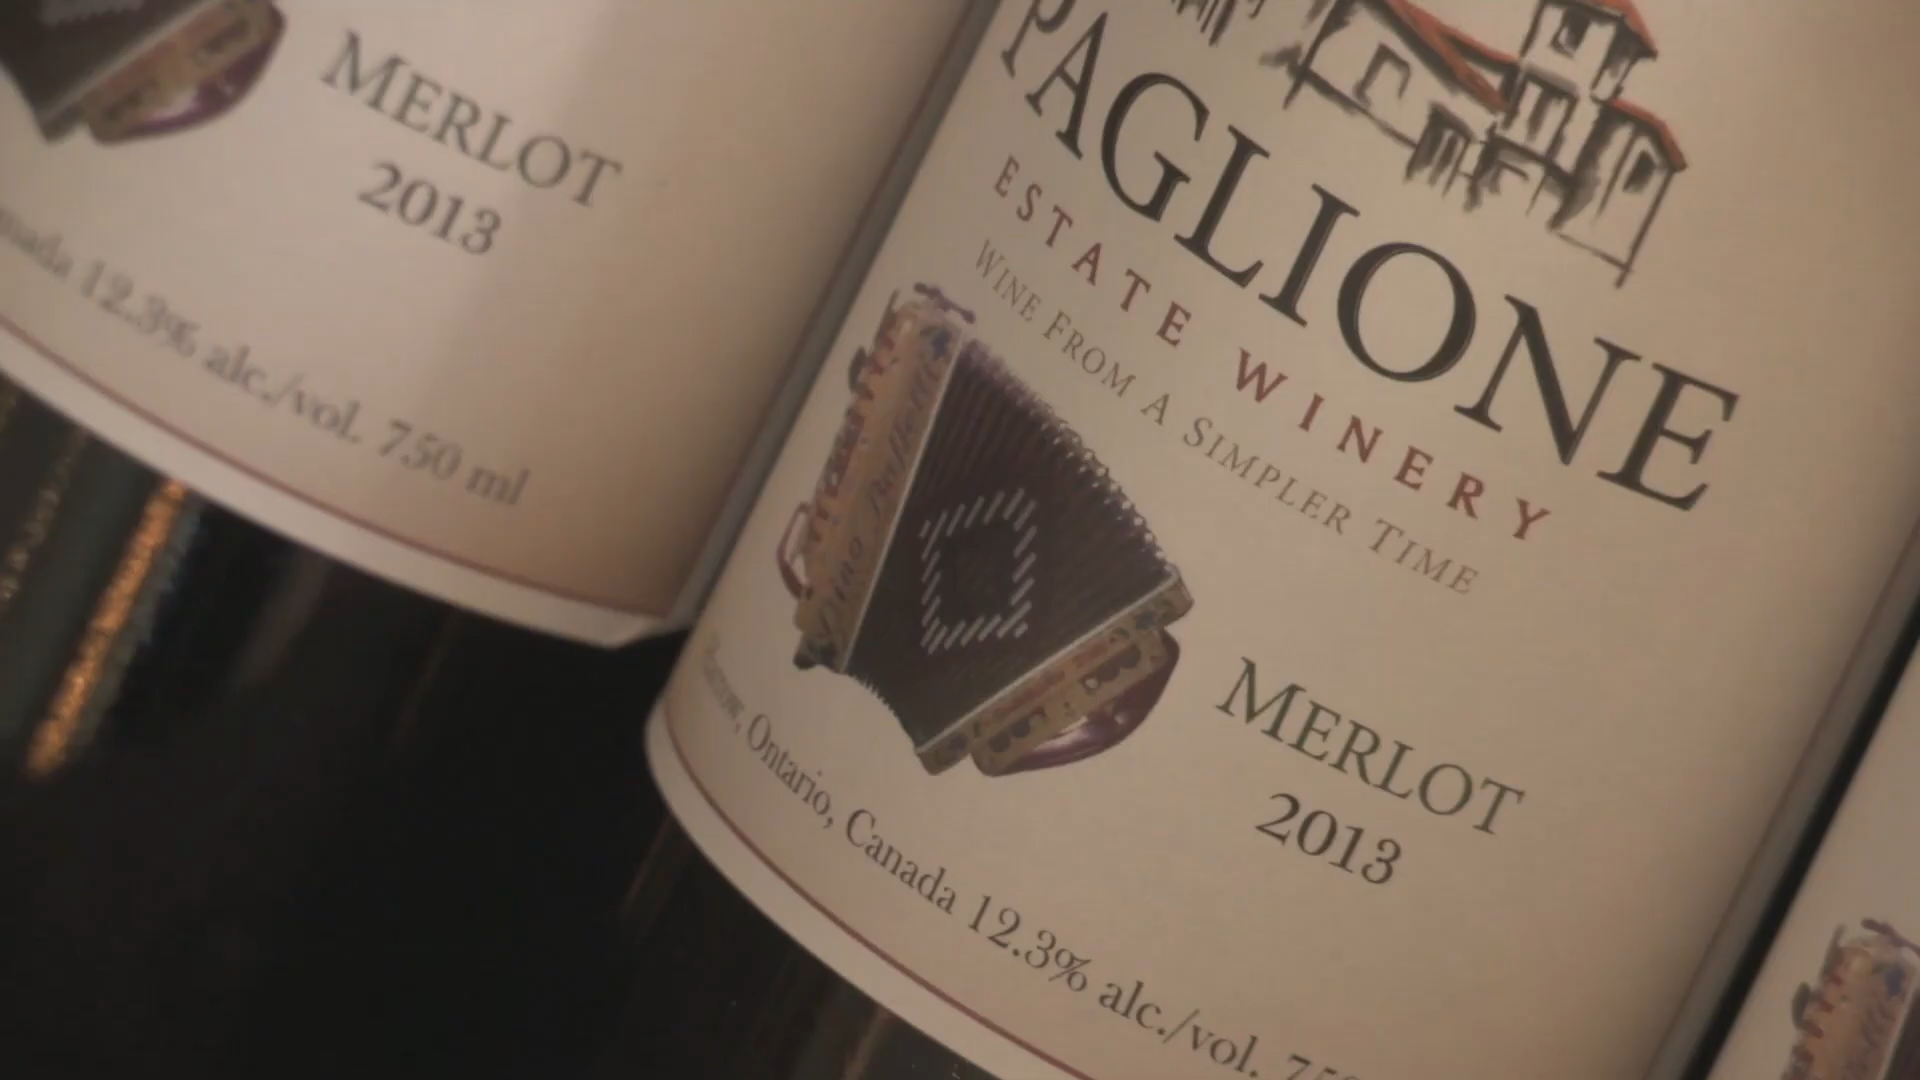 MERLOT
2013
12.3% alc./vol. 750 ml
PAGLIONE
ESTATE WINERY
WINE FROM A SIMPLER TIME
MERLOT
2013
Ontario, Canada 12.3% alc./vol.